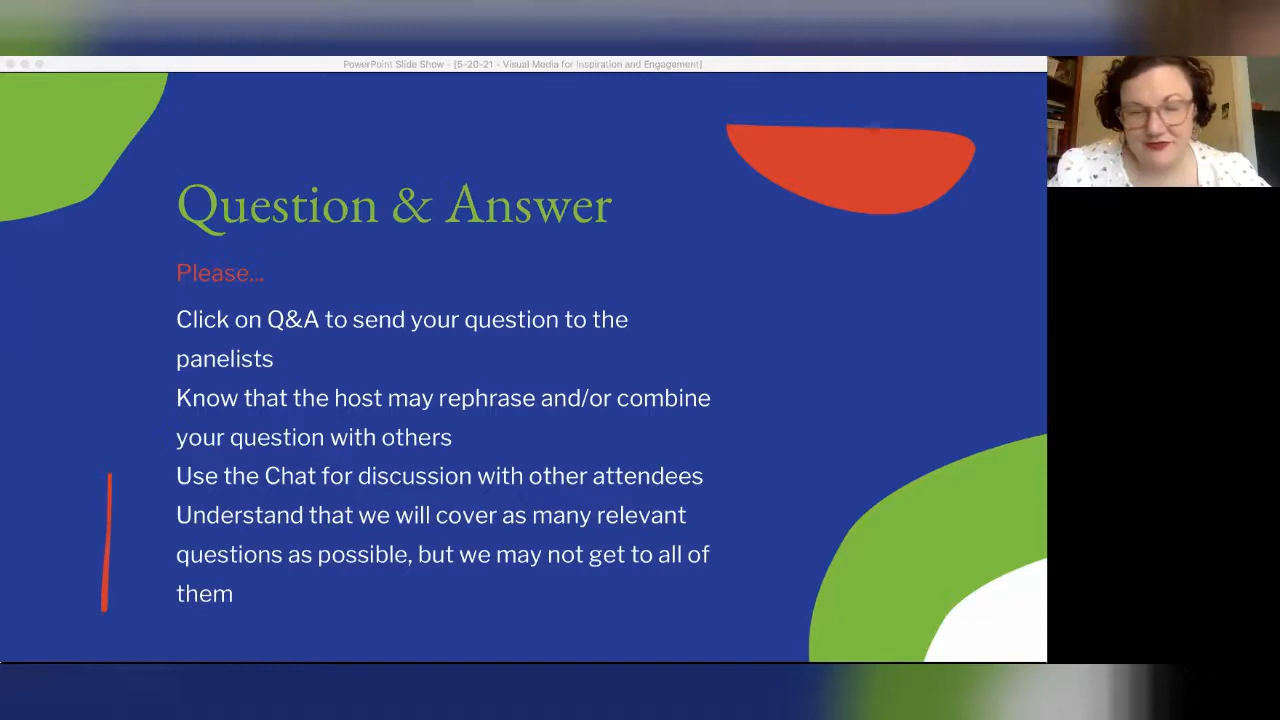 PowerPoint Slide Show - [5-20-21 - Visual Media for Inspiration and Engagement]
Question & Answer
Please...
Click on Q&A to send your question to the
panelists
Know that the host may rephrase and/or combine
your question with others
Use the Chat for discussion with other attendees
Understand that we will cover as many relevant
questions as possible, but we may not get to all of
them